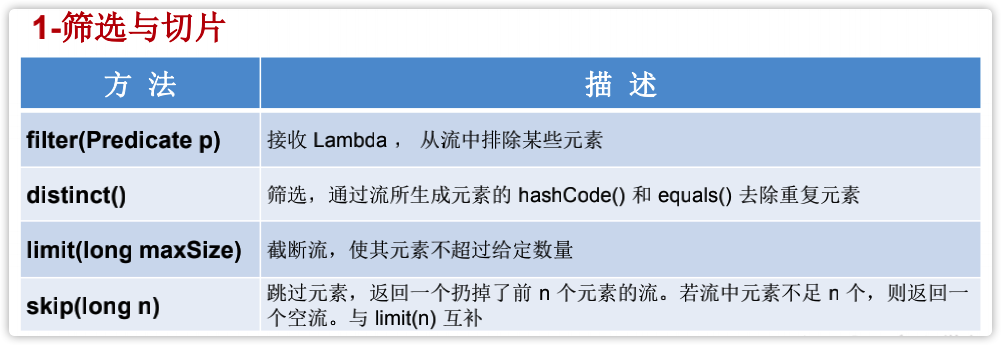 1-筛选与切片
方 法 描 述
filter(Predicate p) 接收 Lambda ， 从流中排除某些元素
distinct() 筛选，通过流所生成元素的 hashCode() 和 equals() 去除重复元素
limit(long maxSize) 截断流，使其元素不超过给定数量
skip(long n) 跳过元素，返回一个扔掉了前 n 个元素的流。若流中元素不足 n 个，则返回一
个空流。与 limit(n) 互补